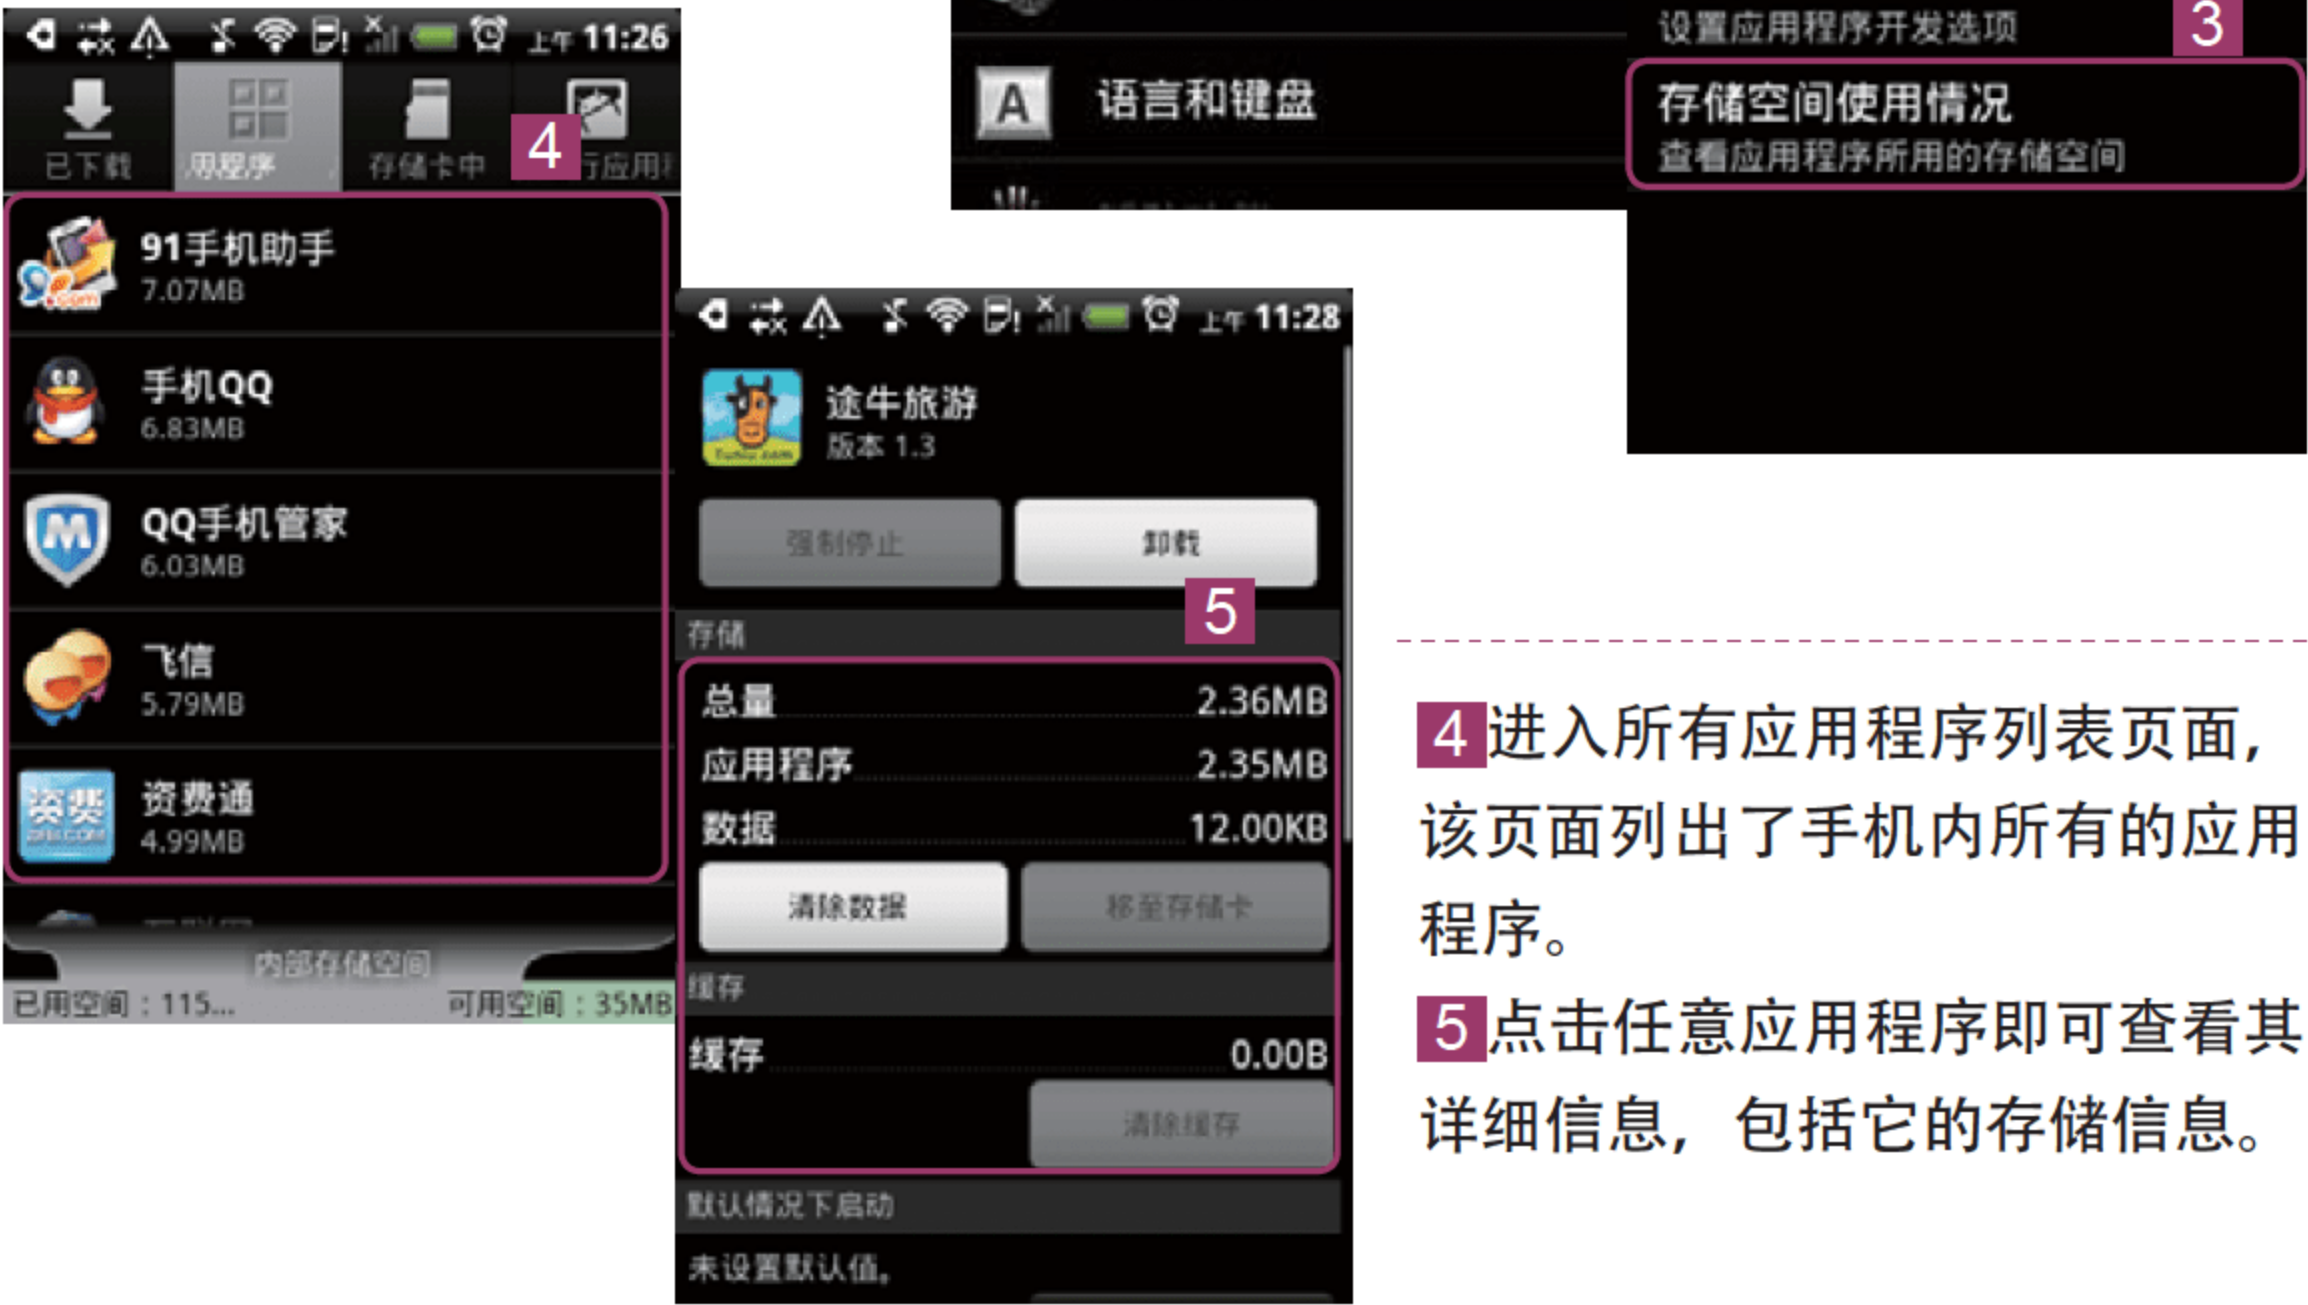 上午 11:26
已下载
用程序
存储卡中
4
行应用
91手机助手
7.07MB
手机QQ
6.83MB
QQ手机管家
6.03MB
飞信
5.79MB
资费
资费通
4.99MB
内部存储空间
已用空间：115...
可用空间：35MB
A
语言和键盘
设置应用程序开发选项
3
存储空间使用情况
查看应用程序所用的存储空间
上午 11:28
途牛旅游
版本 1.3
强制停止
卸载
5
存储
总量 2.36MB
应用程序 2.35MB
数据 12.00KB
清除数据
移至存储卡
缓存
缓存 0.00B
清除缓存
默认情况下启动
未设置默认值。
4 进入所有应用程序列表页面，
该页面列出了手机内所有的应用
程序。
5 点击任意应用程序即可查看其
详细信息，包括它的存储信息。